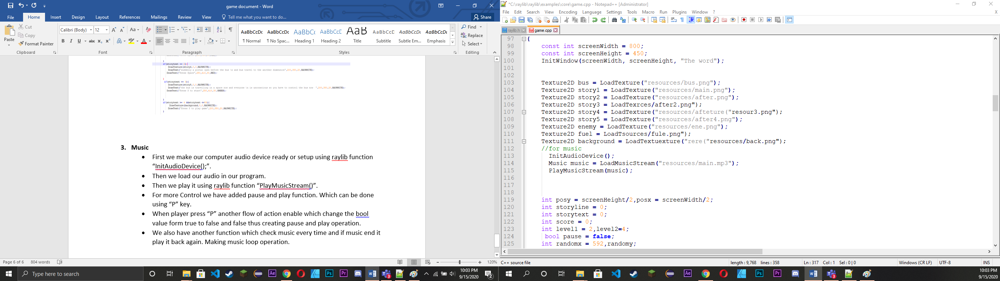 game document - Word
File Home Insert Design Layout References Mailings Review View Tell me what you want to do... Share
Paste
Cut
Copy
Format Painter
Clipboard
Calibri (Body) 12
Font
Paragraph
AaBbCcDc AaBbCcDc AaBbC( AaBbCcE AaB AaBbCcD AaBbCcDc AaBbCcDc
¶ Normal ¶ No Spac... Heading 1 Heading 2 Title Subtitle Subtle Em... Emphasis
Styles
Find
Replace
Select
Editing
}
if(storytext == 2){
DrawTexture(story4,0,0,RAYWHITE);
DrawText("suddenly a portal open before the bus \n and bus travel to the another dimension",200,350,20,RAYWHITE);
DrawText("Press Space",250,410,30,RED);
}
if(storytext == 3){
DrawTexture(story5,0,0,RAYWHITE);
DrawText("the bus is travelling in a space now and everyone \n is unconscious so you have to control the bus now ",200,350,20,RAYWHITE);
DrawText("Press S to start",250,410,30,GREEN);
}
if(storytext >= 4 &&storytext <=59){
DrawTexture(background,0,0,RAYWHITE);
DrawText("Press S to play game",200,350,20,RAYWHITE);
}
3. Music
• First we make our computer audio device ready or setup using raylib function
“InitAudioDevice();”.
• Then we load our audio in our program.
• Then we play it using raylib function “PlayMusicStream()”.
• For more Control we have added pause and play function. Which can be done
using “P” key.
• When player press “P” another flow of action enable which change the bool
value form true to false and false thus creating pause and play operation.
• We also have another function which check music every time and if music end it
play it back again. Making music loop operation.
Page 6 of 6 804 words
120%
Type here to search
10:03 PM
9/15/2020
*C:\raylib\raylib\examples\core\game.cpp - Notepad++ [Administrator]
File Edit Search View Encoding Language Settings Tools Macro Run Plugins Window ?
X
raylib.h game.cpp
97 {
98 const int screenWidth = 800;
99 const int screenHeight = 450;
100 InitWindow(screenWidth, screenHeight, "The word");
101
102
103 Texture2D bus = LoadTexture("resources/bus.png");
104 Texture2D story1 = LoadTexture("resources/main.png");
105 Texture2D story2 = LoadTexture("resources/after.png");
106 Texture2D story3 = LoadTexrces/after2.png");
107 Texture2D story4 = LoadTexture("resources/afteture("resour3.png");
108 Texture2D story5 = LoadTexture("resources/after4.png");
109 Texture2D enemy = LoadTexture("resources/ene.png");
110 Texture2D fuel = LoadTsources/fule.png");
111 Texture2D background = LoadTextuexture("rere("resources/back.png");
112 //for music
113 InitAudioDevice();
114 Music music = LoadMusicStream("resources/main.mp3");
115 PlayMusicStream(music);
116
117
118
119 int posy = screenHeight/2,posx = screenWidth/2;
120 int storyline = 0;
121 int storytext = 0;
122 int score = 0;
123 int level1 = 2,level2=4;
124 bool pause = false;
125 int randomx = 592,randomy;
C++ source file length : 9,768 lines : 358 Ln : 317 Col : 1 Sel : 0 | 0 Windows (CR LF) UTF-8 INS
10:03 PM
9/15/2020